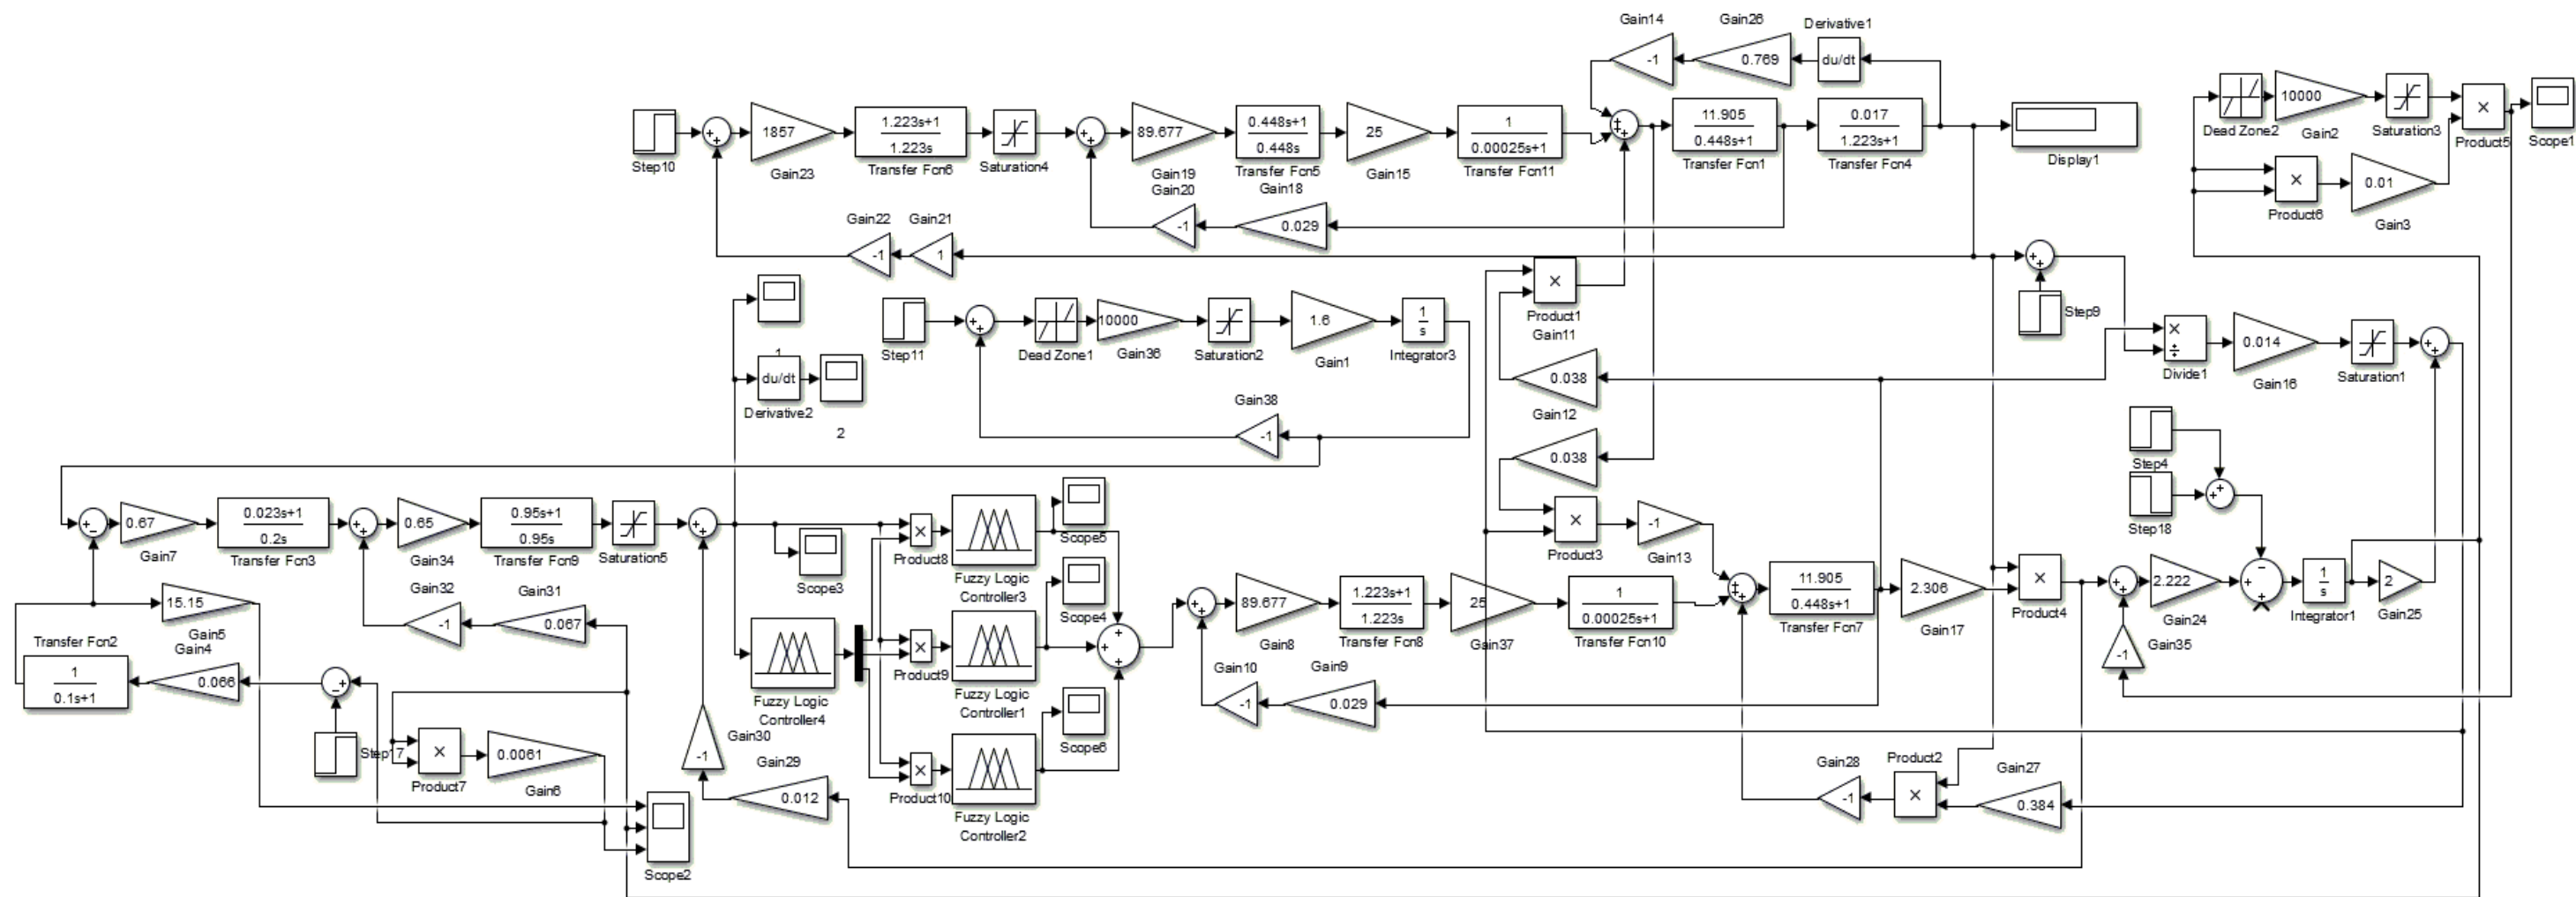 Gain14
Gain26
Derivative1
-1
0.769
du/dt
Step10
1857
Gain23
1.223s+1
1.223s
Transfer Fcn6
Saturation4
89.677
Gain19
0.448s+1
0.448s
Transfer Fcn5
25
Gain15
1
0.00025s+1
Transfer Fcn11
11.905
0.448s+1
Transfer Fcn1
0.017
1.223s+1
Transfer Fcn4
Display1
Dead Zone2
10000
Gain2
Saturation3
×
Product5
Scope1
×
Product6
0.01
Gain3
Gain20
-1
Gain18
0.029
Gain22
-1
Gain21
1
Step9
×
Product1
1
du/dt
Derivative2
2
Step11
Dead Zone1
10000
Gain36
Saturation2
1.6
Gain1
1
s
Integrator3
Gain38
-1
Gain11
0.038
Gain12
0.038
×
÷
Divide1
0.014
Gain16
Saturation1
Step4
Step18
0.67
Gain7
0.023s+1
0.2s
Transfer Fcn3
0.65
Gain34
0.95s+1
0.95s
Transfer Fcn9
Saturation5
Scope3
×
Product8
Fuzzy Logic
Controller3
Scope5
Scope4
×
Product3
-1
Gain13
Gain32
-1
Gain31
0.067
15.15
Gain5
Transfer Fcn2
1
0.1s+1
Gain4
0.066
Step17
×
Product7
0.0061
Gain6
Scope2
Fuzzy Logic
Controller4
×
Product9
Fuzzy Logic
Controller1
×
Product10
Fuzzy Logic
Controller2
Scope6
Gain30
-1
Gain29
0.012
89.677
Gain8
1.223s+1
1.223s
Transfer Fcn8
25
Gain37
1
0.00025s+1
Transfer Fcn10
11.905
0.448s+1
Transfer Fcn7
2.306
Gain17
×
Product4
2.222
Gain24
1
s
Integrator1
2
Gain25
-1
Gain35
Gain10
-1
Gain9
0.029
Gain28
-1
Product2
×
Gain27
0.384